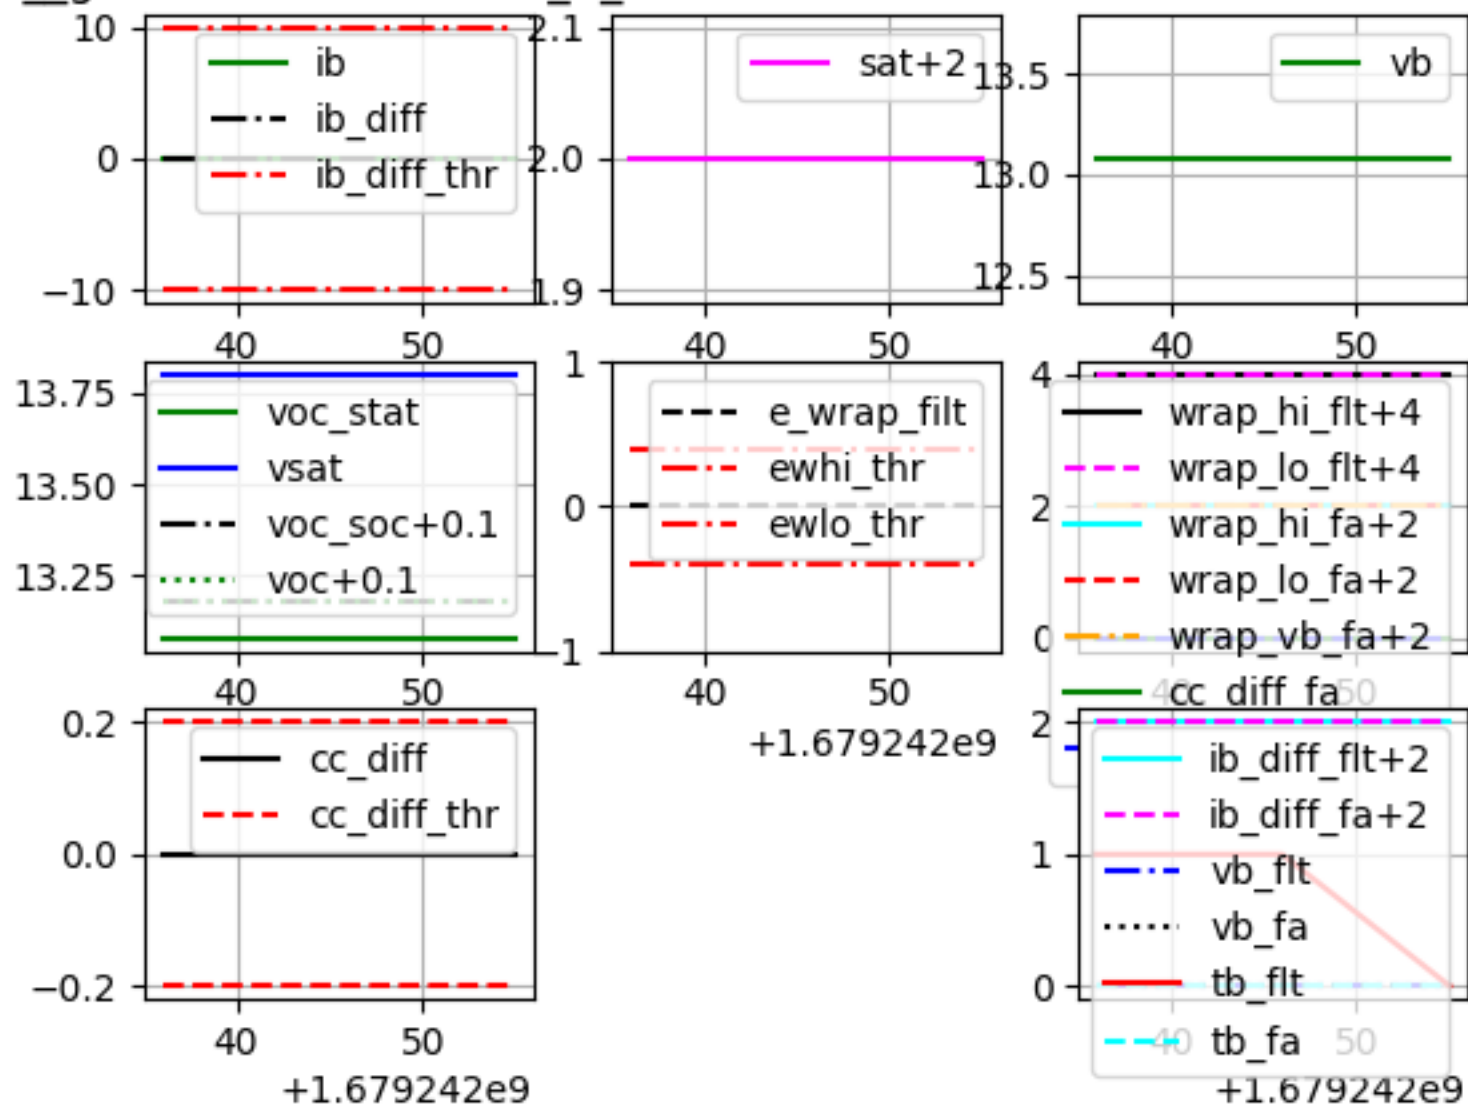 10
0
−10
ib
ib_diff
ib_diff_thr
40
50
2.1
2.0
1.9
sat+2
40
50
13.5
13.0
12.5
vb
40
50
13.75
13.50
13.25
voc_stat
vsat
voc_soc+0.1
voc+0.1
40
50
1
0
−1
e_wrap_filt
ewhi_thr
ewlo_thr
40
50
+1.679242e9
4
2
0
wrap_hi_flt+4
wrap_lo_flt+4
wrap_hi_fa+2
wrap_lo_fa+2
wrap_vb_fa+2
cc_diff_fa
40
50
0.2
0.0
−0.2
cc_diff
cc_diff_thr
40
50
+1.679242e9
2
1
0
ib_diff_flt+2
ib_diff_fa+2
vb_flt
vb_fa
tb_flt
tb_fa
40
50
+1.679242e9